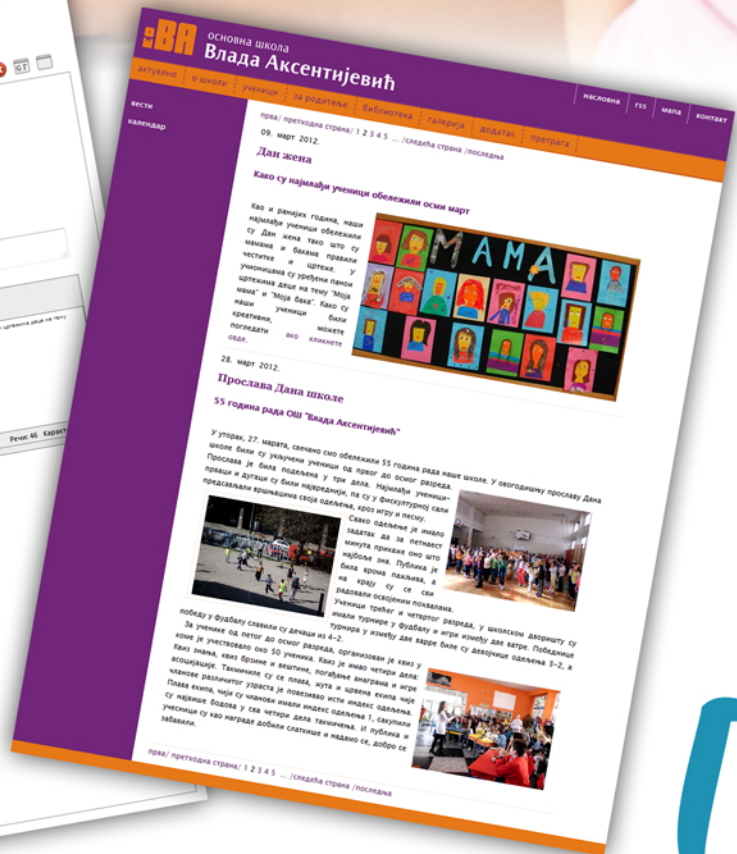 ОШ ВА
основна школа
Влада Аксентијевић
насловна rss мапа контакт
актуелно о школи ученици за родитеље библиотека галерија додатак претрага
вести
календар
прва/ претходна страна/ 1 2 3 4 5 ... /следећа страна /последња
09. март 2012.
Дан жена
Како су најмлађи ученици обележили осми март
Као и ранијих година, наши
најмлађи ученици обележили
су Дан жена тако што су
мамама и бакама правили
честитке и цртеже. У
учионицама су уређени панои
цртежима деце на тему "Моја
мама" и "Моја бака". Како су
наши ученици били
креативни, можете
погледати ако кликнете
овде.
МАМА
28. март 2012.
Прослава Дана школе
55 година рада ОШ "Влада Аксентијевић"
У уторак, 27. марата, свечано смо обележили 55 година рада наше школе. У овогодишњу прославу Дана
школе били су укључени ученици од првог до осмог разреда.
Прослава је била подељена у три дела. Најмлађи ученици-
прваци и дугаци су били најавреднији, па су у фискултурној сали
предсављали вршњацима своја одељења, кроз игру и песму.
Свако одељење је имало
задатак да за петнаест
минута прикаже оно што
најбоље зна. Публика је
била врома пажљива, а
на крају су се сви
радовали освојеним похвалама.
Ученици трећег и четвртог разреда, у школском дворишту су
имали турнире у фудбалу и игри између две ватре. Победнице
турнира у између две варре биле су девојчице одељења 3-2, а
победу у фудбалу славили су дечаци из 4-2.
За ученике од петог до осмог разреда, организован је квиз у
коме је учествовало око 50 ученика. Квиз је имао четири дела:
Квиз знања, квиз брзине и вештине, погађање анаграма и игре
асоцијације. Такмичиле су се плава, жута и црвена екипа чије
чланове различитог узраста је повезивао исти индекс одељења.
Плава екипа, чији су чланови имали индекс одељења 1, сакупили
су највише бодова у сва четири дела такмичења. И публика и
учесници су као награде добили слаткише и надамо се, добро се
забавили.
прва/ претходна страна/ 1 2 3 4 5 ... /следећа страна /последња
цртежима деце на тему
Речи: 46